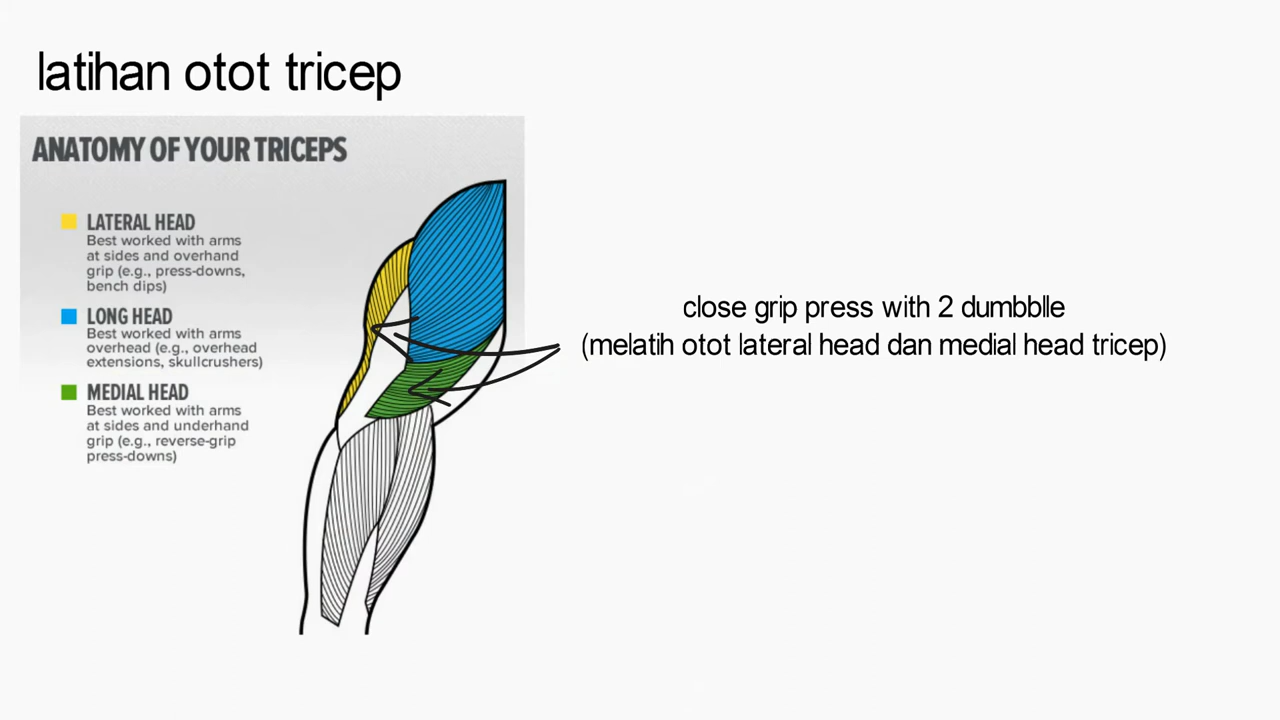 latihan otot tricep
ANATOMY OF YOUR TRICEPS
LATERAL HEAD
Best worked with arms
at sides and overhand
grip (e.g., press-downs,
bench dips)
LONG HEAD
Best worked with arms
overhead (e.g., overhead
extensions, skullcrushers)
MEDIAL HEAD
Best worked with arms
at sides and underhand
grip (e.g., reverse-grip
press-downs)
close grip press with 2 dumbblle
(melatih otot lateral head dan medial head tricep)